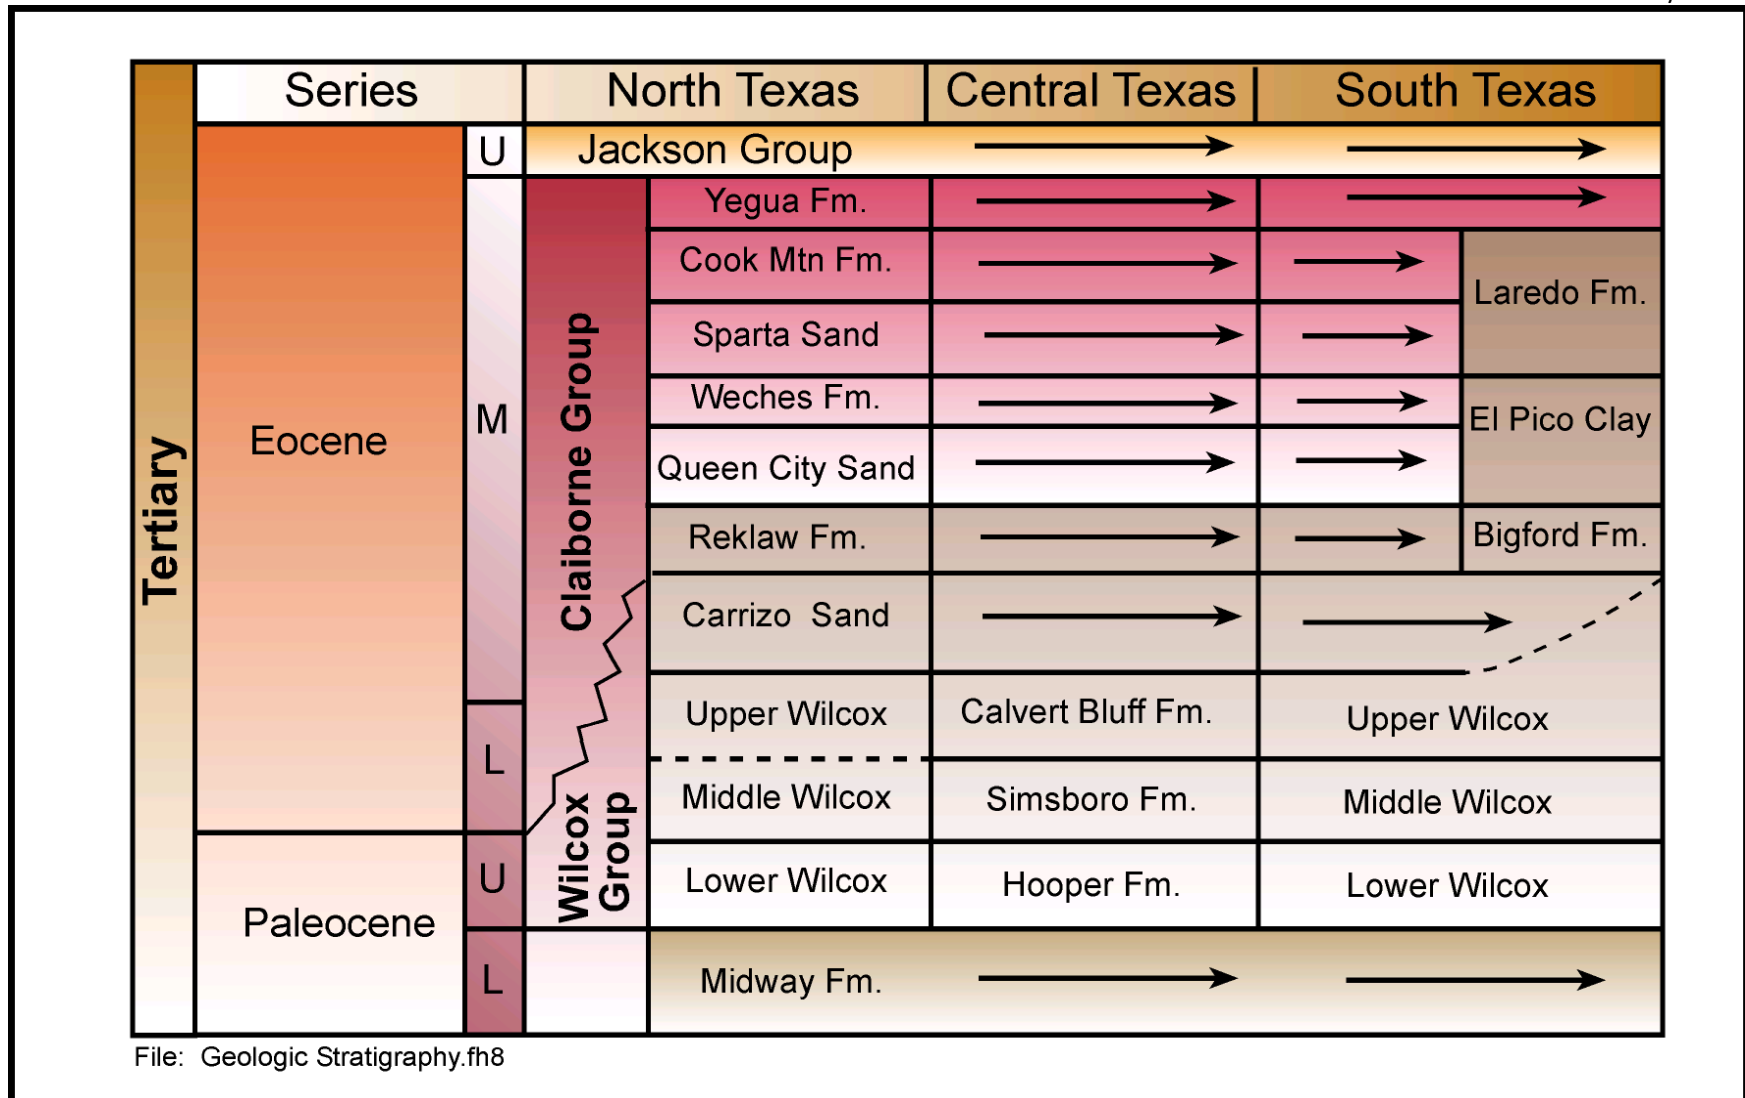 Series
North Texas
Central Texas
South Texas
Tertiary
Eocene
U
Jackson Group
M
Claiborne Group
Yegua Fm.
Cook Mtn Fm.
Laredo Fm.
Sparta Sand
Weches Fm.
El Pico Clay
Queen City Sand
Reklaw Fm.
Bigford Fm.
Carrizo Sand
L
Upper Wilcox
Calvert Bluff Fm.
Upper Wilcox
Wilcox
Group
Middle Wilcox
Simsboro Fm.
Middle Wilcox
Paleocene
U
Lower Wilcox
Hooper Fm.
Lower Wilcox
L
Midway Fm.
File: Geologic Stratigraphy.fh8